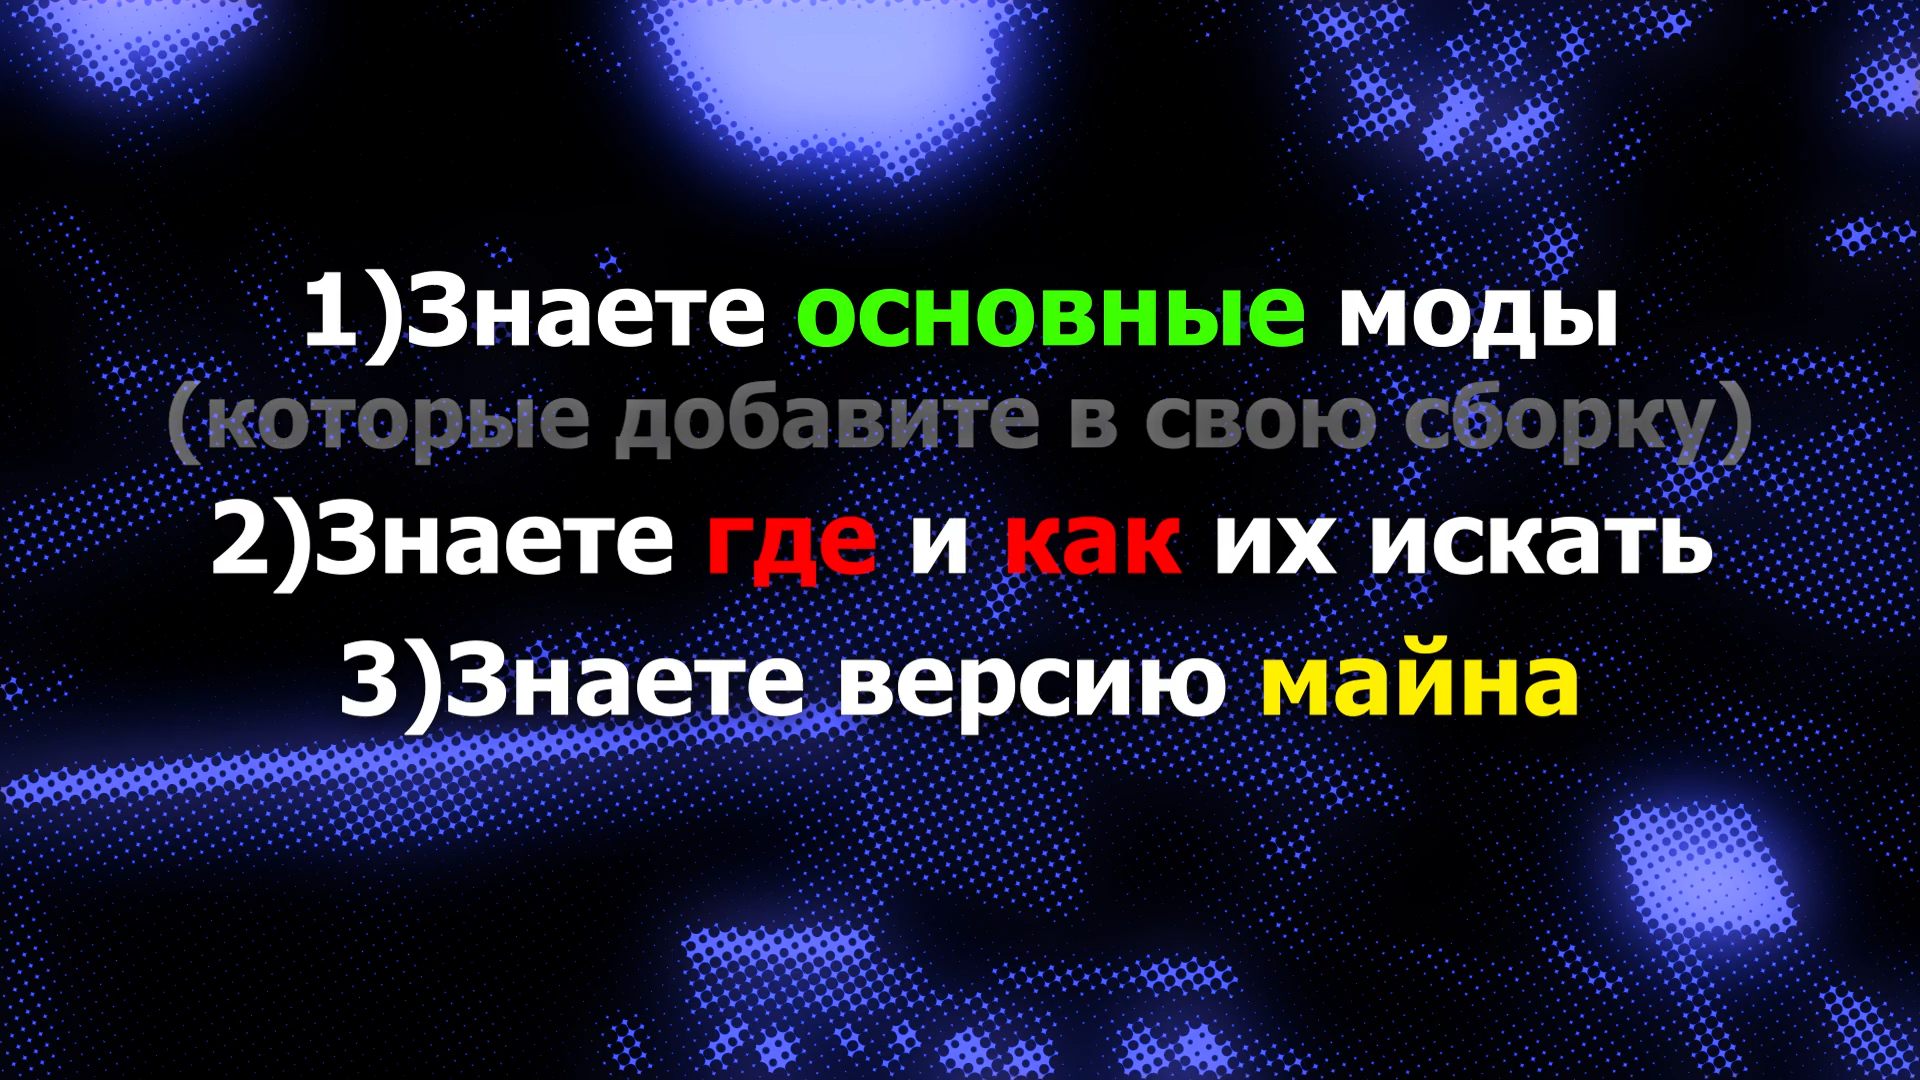 1)Знаете основные моды
(которые добавите в свою сборку)
2)Знаете где и как их искать
3)Знаете версию майна